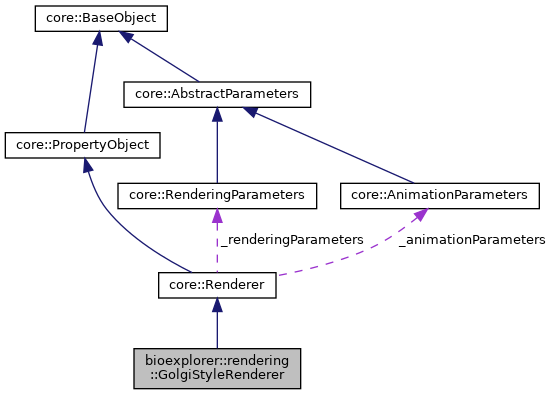 core::BaseObject
core::AbstractParameters
core::PropertyObject
core::RenderingParameters
core::AnimationParameters
_renderingParameters
_animationParameters
core::Renderer
bioexplorer::rendering
::GolgiStyleRenderer